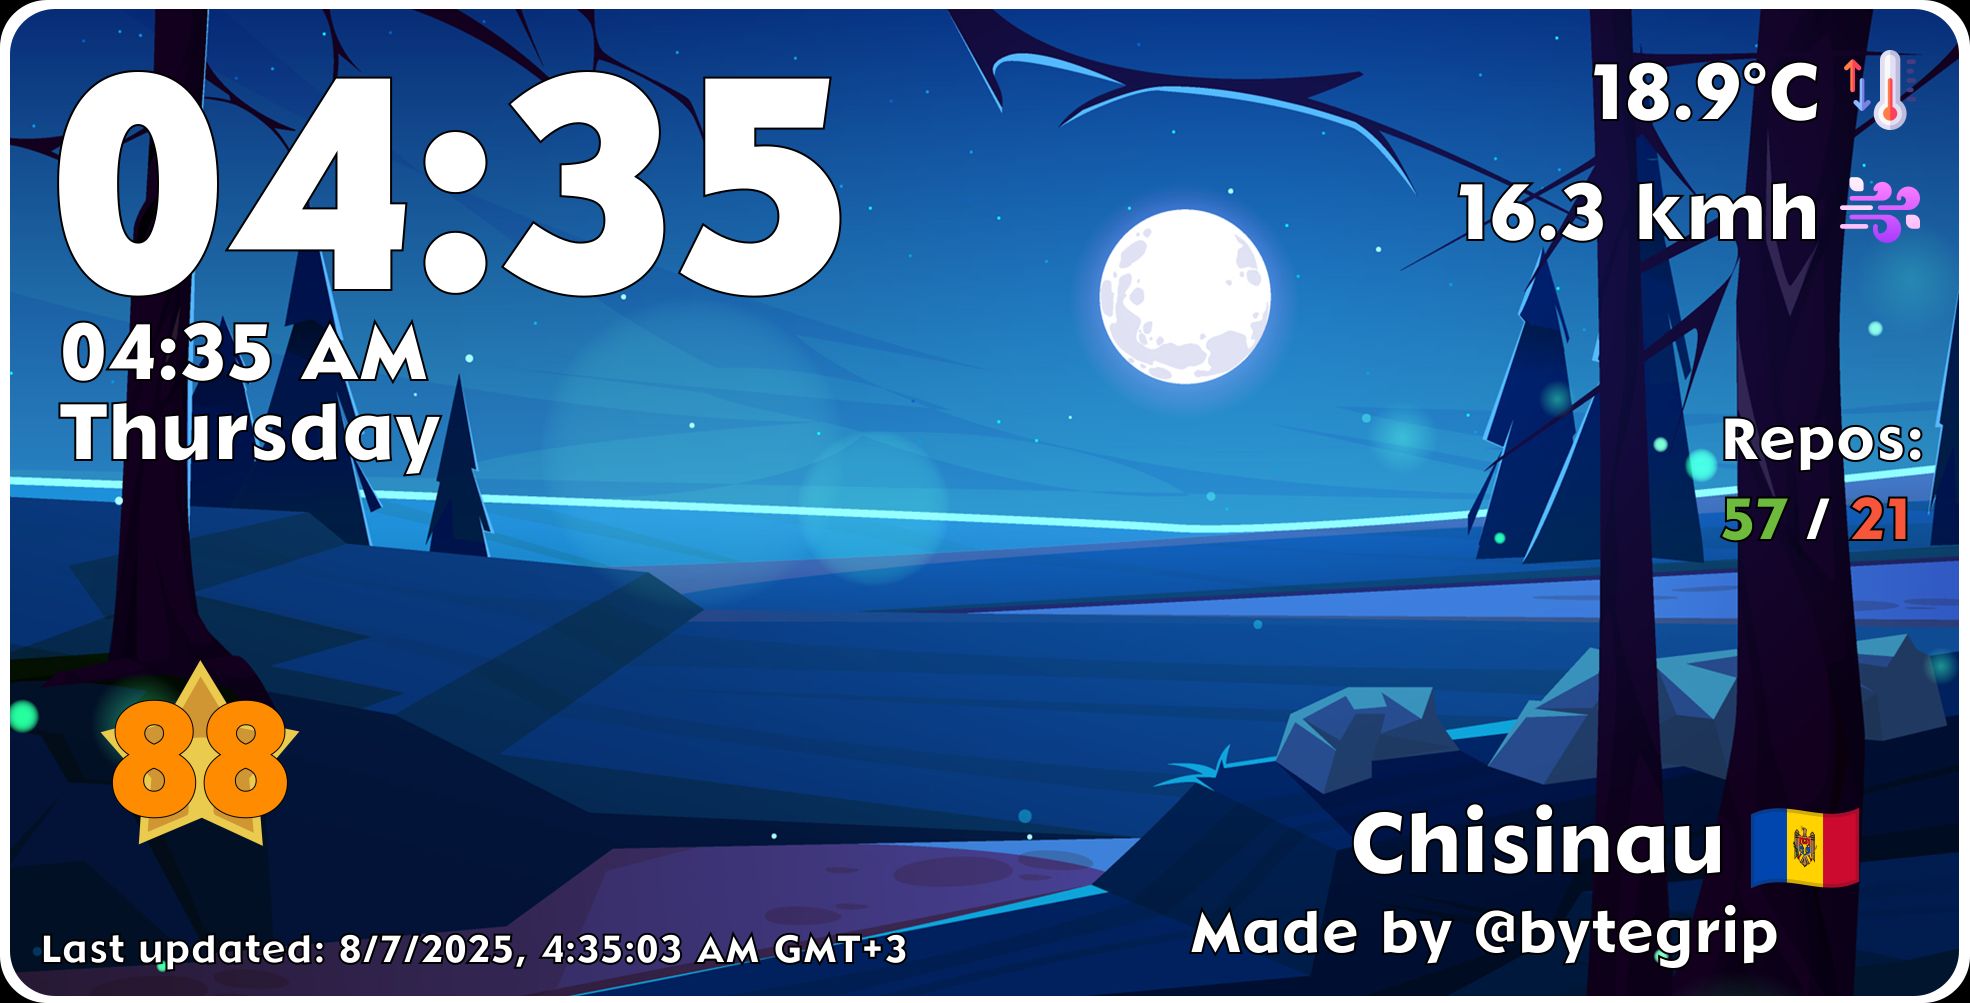 04:35
04:35 AM
Thursday
18.9°C
16.3 kmh
Repos:
57 / 21
88
Chisinau
Made by @bytegrip
Last updated: 8/7/2025, 4:35:03 AM GMT+3